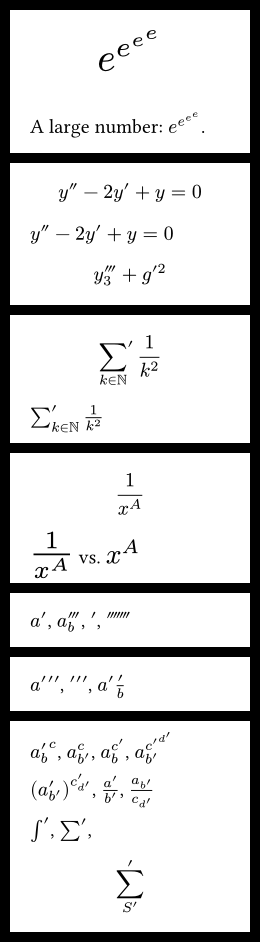 e^{e^{e^{e}}}
A large number: e^{e^{e^{e}}}.
y″ − 2y′ + y = 0
y″ − 2y′ + y = 0
y‴_3 + g′^2
∑′_{k∈ℕ} 1/k^2
∑′_{k∈ℕ} 1/k^2
1/x^A
1/x^A vs. x^A
a′, a‴_b, ′, ′′′′′′′
a′′′, ′′′, a′ ′/b
a′_b^c, a^c_{b′}, a^{c′}_b, a^{c′^{d′}}_{b′}
(a′_{b′})^{c′_{d′}}, a′/b′, a_{b′}/c_{d′}
∫′, ∑′,
∑′_{S′}